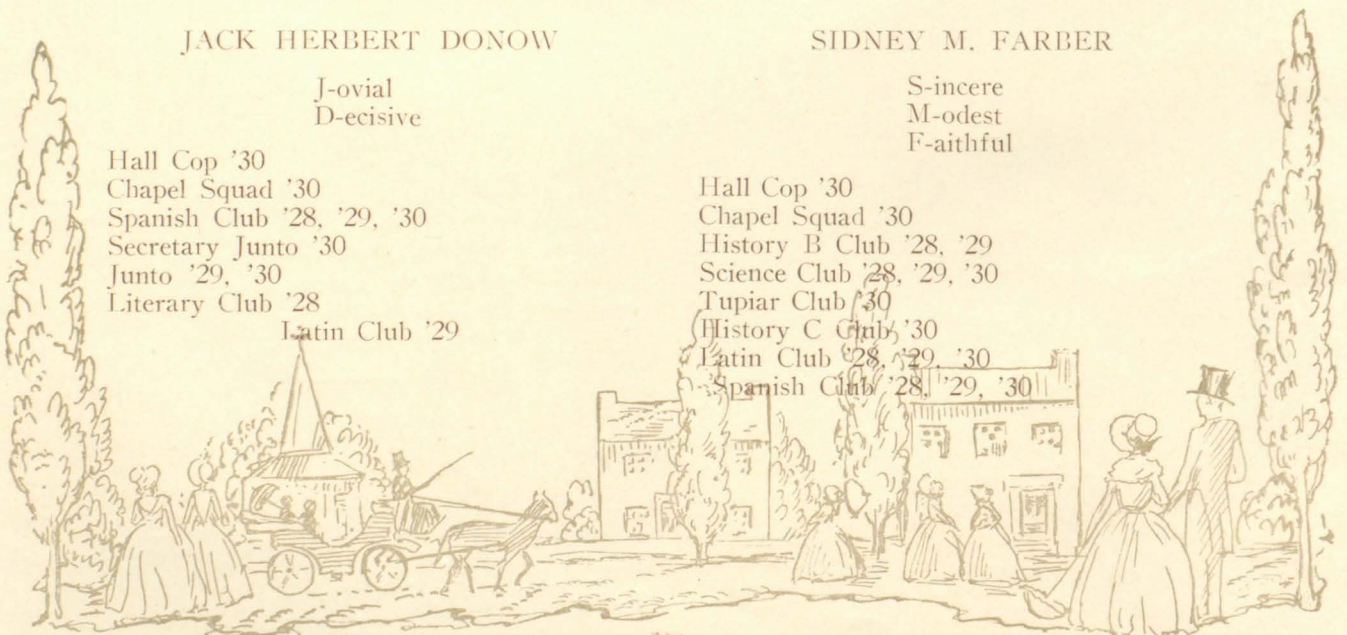 JACK HERBERT DONOW
J-ovial
D-ecisive
Hall Cop '30
Chapel Squad '30
Spanish Club '28, '29, '30
Secretary Junto '30
Junto '29, '30
Literary Club '28
Latin Club '29
SIDNEY M. FARBER
S-incere
M-odest
F-aithful
Hall Cop '30
Chapel Squad '30
History B Club '28, '29
Science Club '28, '29, '30
Tupiar Club '30
History C Club '30
Latin Club '28, '29, '30
Spanish Club '28, '29, '30